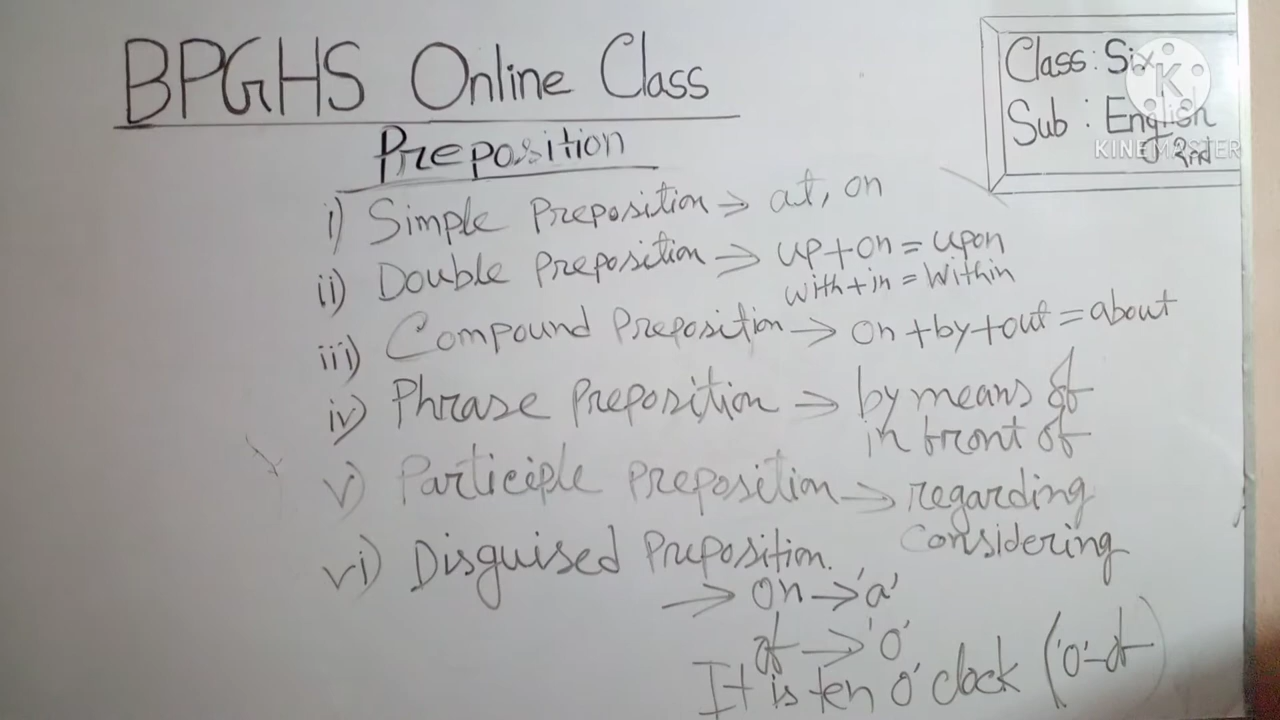 BPGHS Online Class
Class: Six
Sub: English 2nd
KINEMASTER
Preposition
i) Simple Preposition → at, on
ii) Double Preposition → up+on = upon
with+in = within
iii) Compound Preposition → on+by+out = about
iv) Phrase Preposition → by means of
in front of
v) Participle Preposition → regarding
Considering
vi) Disguised Preposition.
→ on → 'a'
of → 'o'
It is ten o'clock ('o'-of)